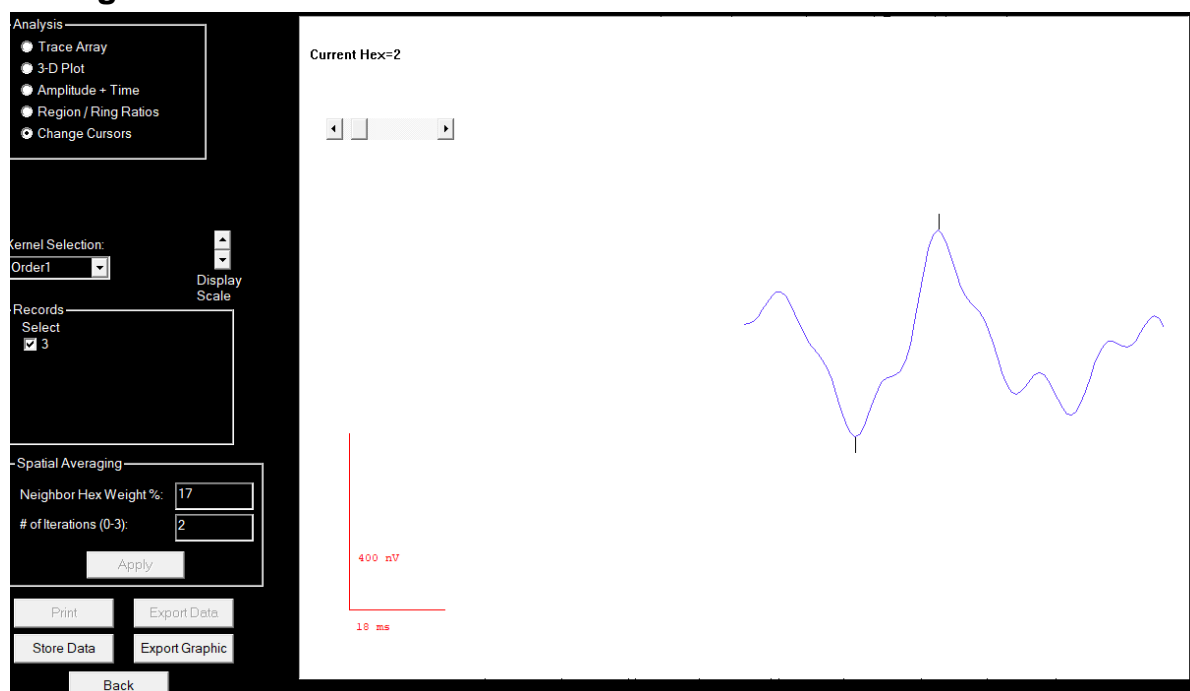 Analysis
Trace Array
3-D Plot
Amplitude + Time
Region / Ring Ratios
Change Cursors
Kernel Selection:
Order1
Display
Scale
Records
Select
3
Spatial Averaging
Neighbor Hex Weight %: 17
# of Iterations (0-3): 2
Apply
Print Export Data
Store Data Export Graphic
Back
Current Hex=2
400 nV
18 ms